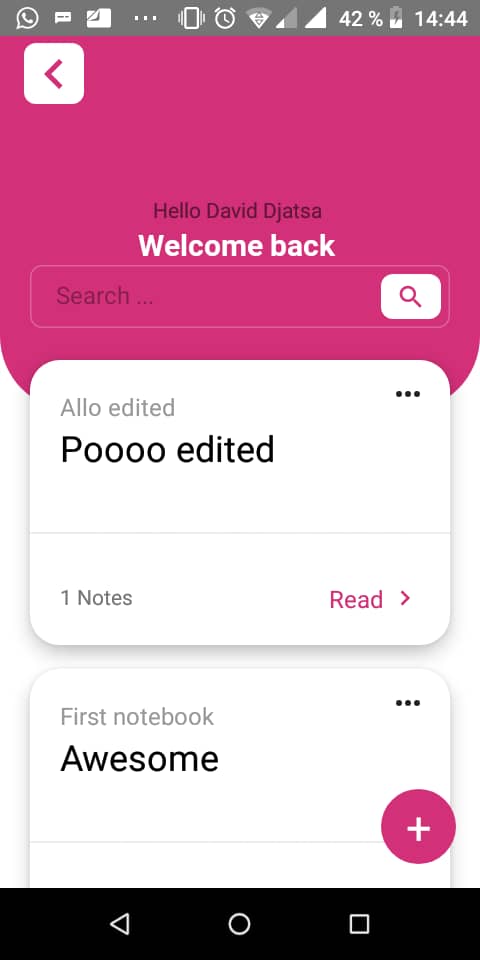 42 % 14:44
Hello David Djatsa
Welcome back
Search ...
Allo edited
Poooo edited
1 Notes
Read
First notebook
Awesome